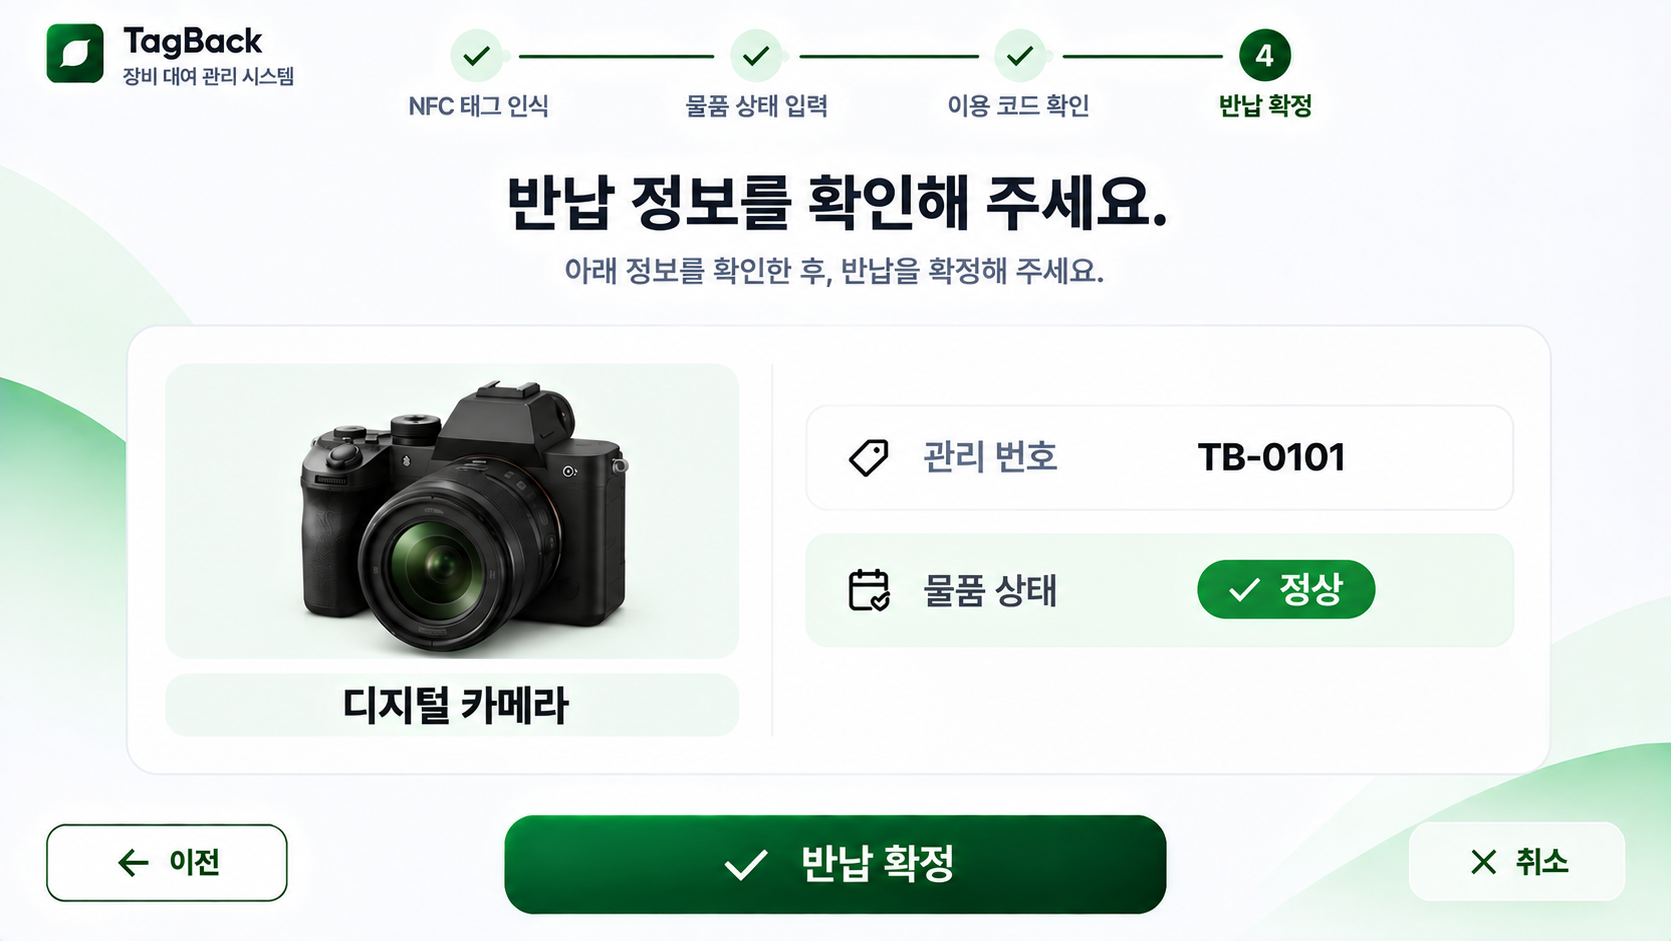 TagBack
장비 대여 관리 시스템
NFC 태그 인식
물품 상태 입력
이용 코드 확인
4
반납 확정
반납 정보를 확인해 주세요.
아래 정보를 확인한 후, 반납을 확정해 주세요.
디지털 카메라
관리 번호
TB-0101
물품 상태
정상
이전
반납 확정
취소